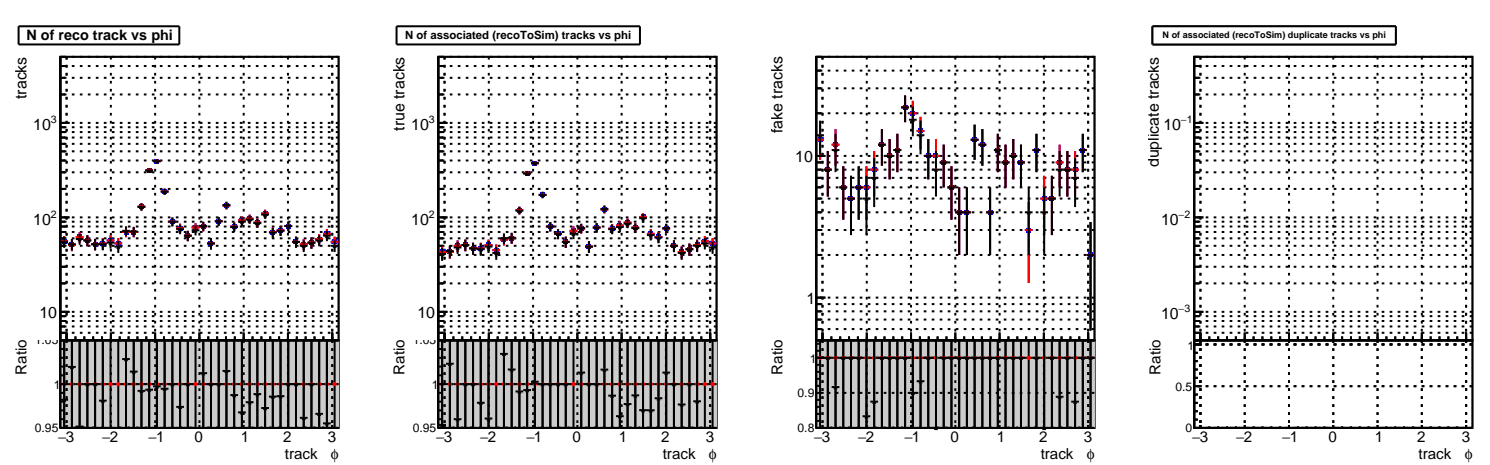 N of reco track vs phi
tracks
10³
10²
10
Ratio
1.05
1
0.95
−3 −2 −1 0 1 2 3
track φ
N of associated (recoToSim) tracks vs phi
true tracks
10³
10²
10
Ratio
1.05
1
0.95
−3 −2 −1 0 1 2 3
track φ
fake tracks
10
1
Ratio
1
0.9
0.8
−3 −2 −1 0 1 2 3
track φ
N of associated (recoToSim) duplicate tracks vs phi
duplicate tracks
10⁻¹
10⁻²
10⁻³
Ratio
1
0.5
0
−3 −2 −1 0 1 2 3
track φ